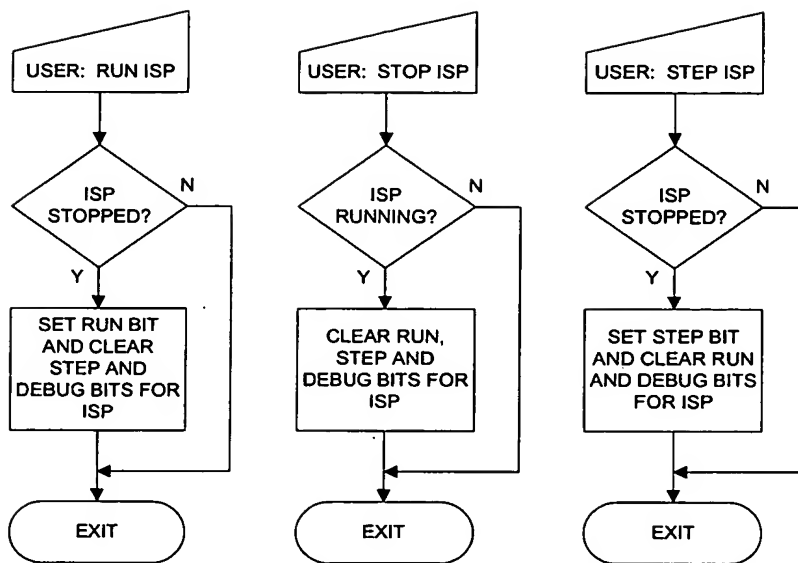 USER: RUN ISP
ISP
STOPPED?
N
Y
SET RUN BIT
AND CLEAR
STEP AND
DEBUG BITS FOR
ISP
EXIT
USER: STOP ISP
ISP
RUNNING?
N
Y
CLEAR RUN,
STEP AND
DEBUG BITS FOR
ISP
EXIT
USER: STEP ISP
ISP
STOPPED?
N
Y
SET STEP BIT
AND CLEAR RUN
AND DEBUG BITS
FOR ISP
EXIT